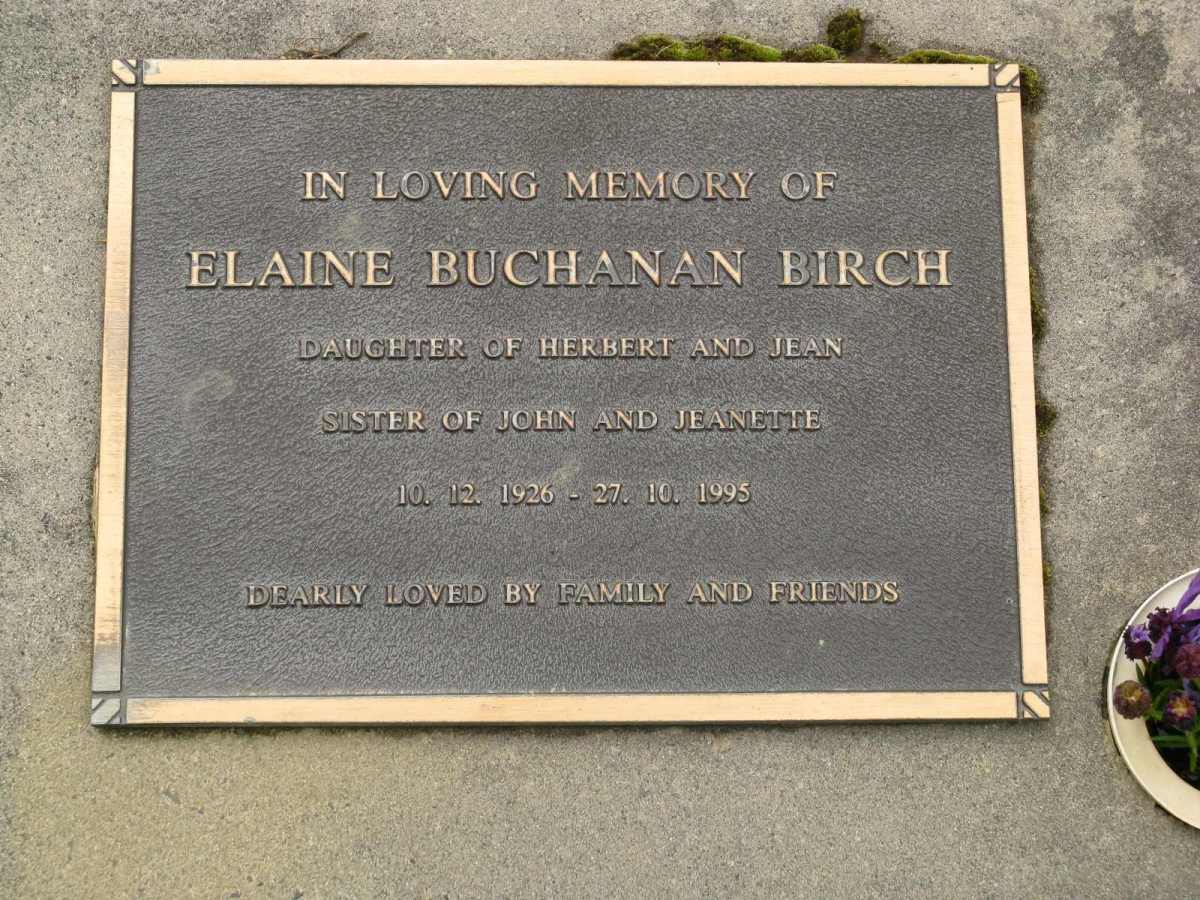 IN LOVING MEMORY OF
ELAINE BUCHANAN BIRCH
DAUGHTER OF HERBERT AND JEAN
SISTER OF JOHN AND JEANETTE
10. 12. 1926 - 27. 10. 1995
DEARLY LOVED BY FAMILY AND FRIENDS